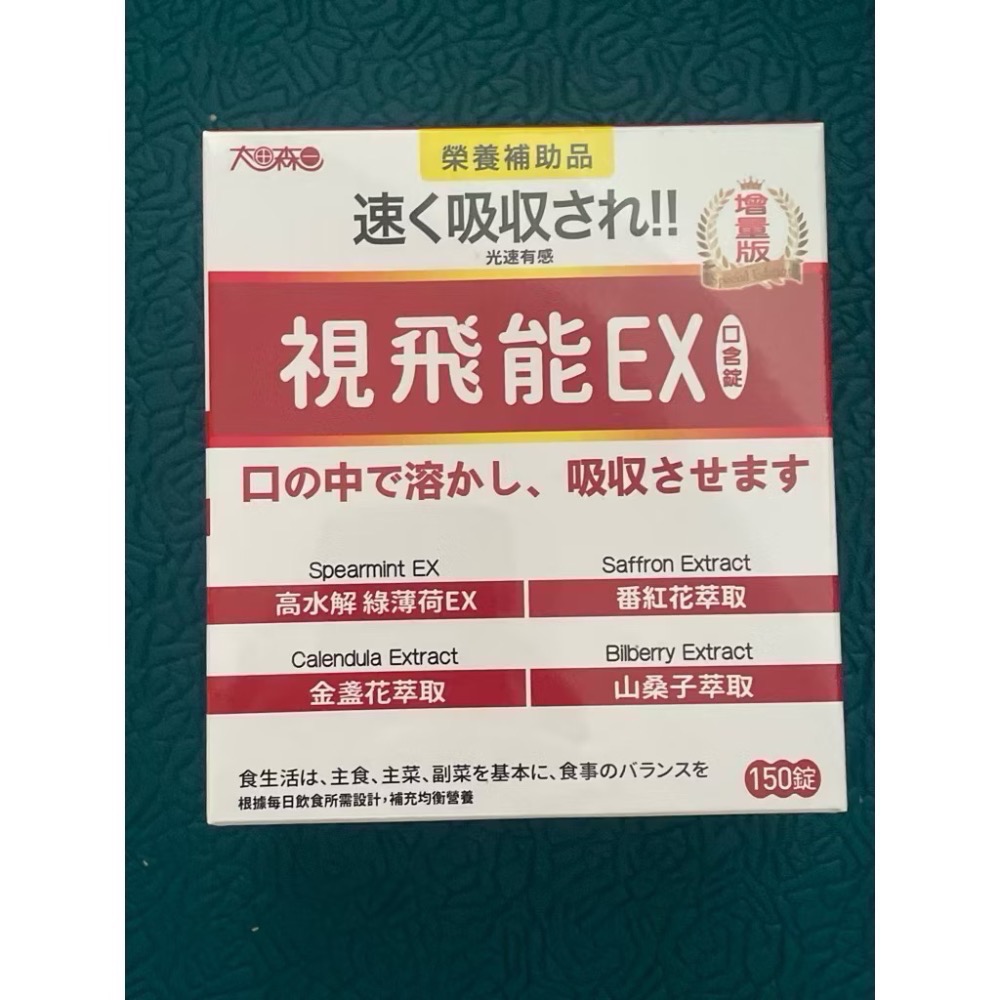 大田森一
榮養補助品
速く吸収され!!
光速有感
增量版
Special Edition
視飛能EX
口含錠
口の中で溶かし、吸収させます
Spearmint EX
高水解 綠薄荷EX
Saffron Extract
番紅花萃取
Calendula Extract
金盞花萃取
Bilberry Extract
山桑子萃取
食生活は、主食、主菜、副菜を基本に、食事のバランスを
根據每日飲食所需設計，補充均衡營養
150錠